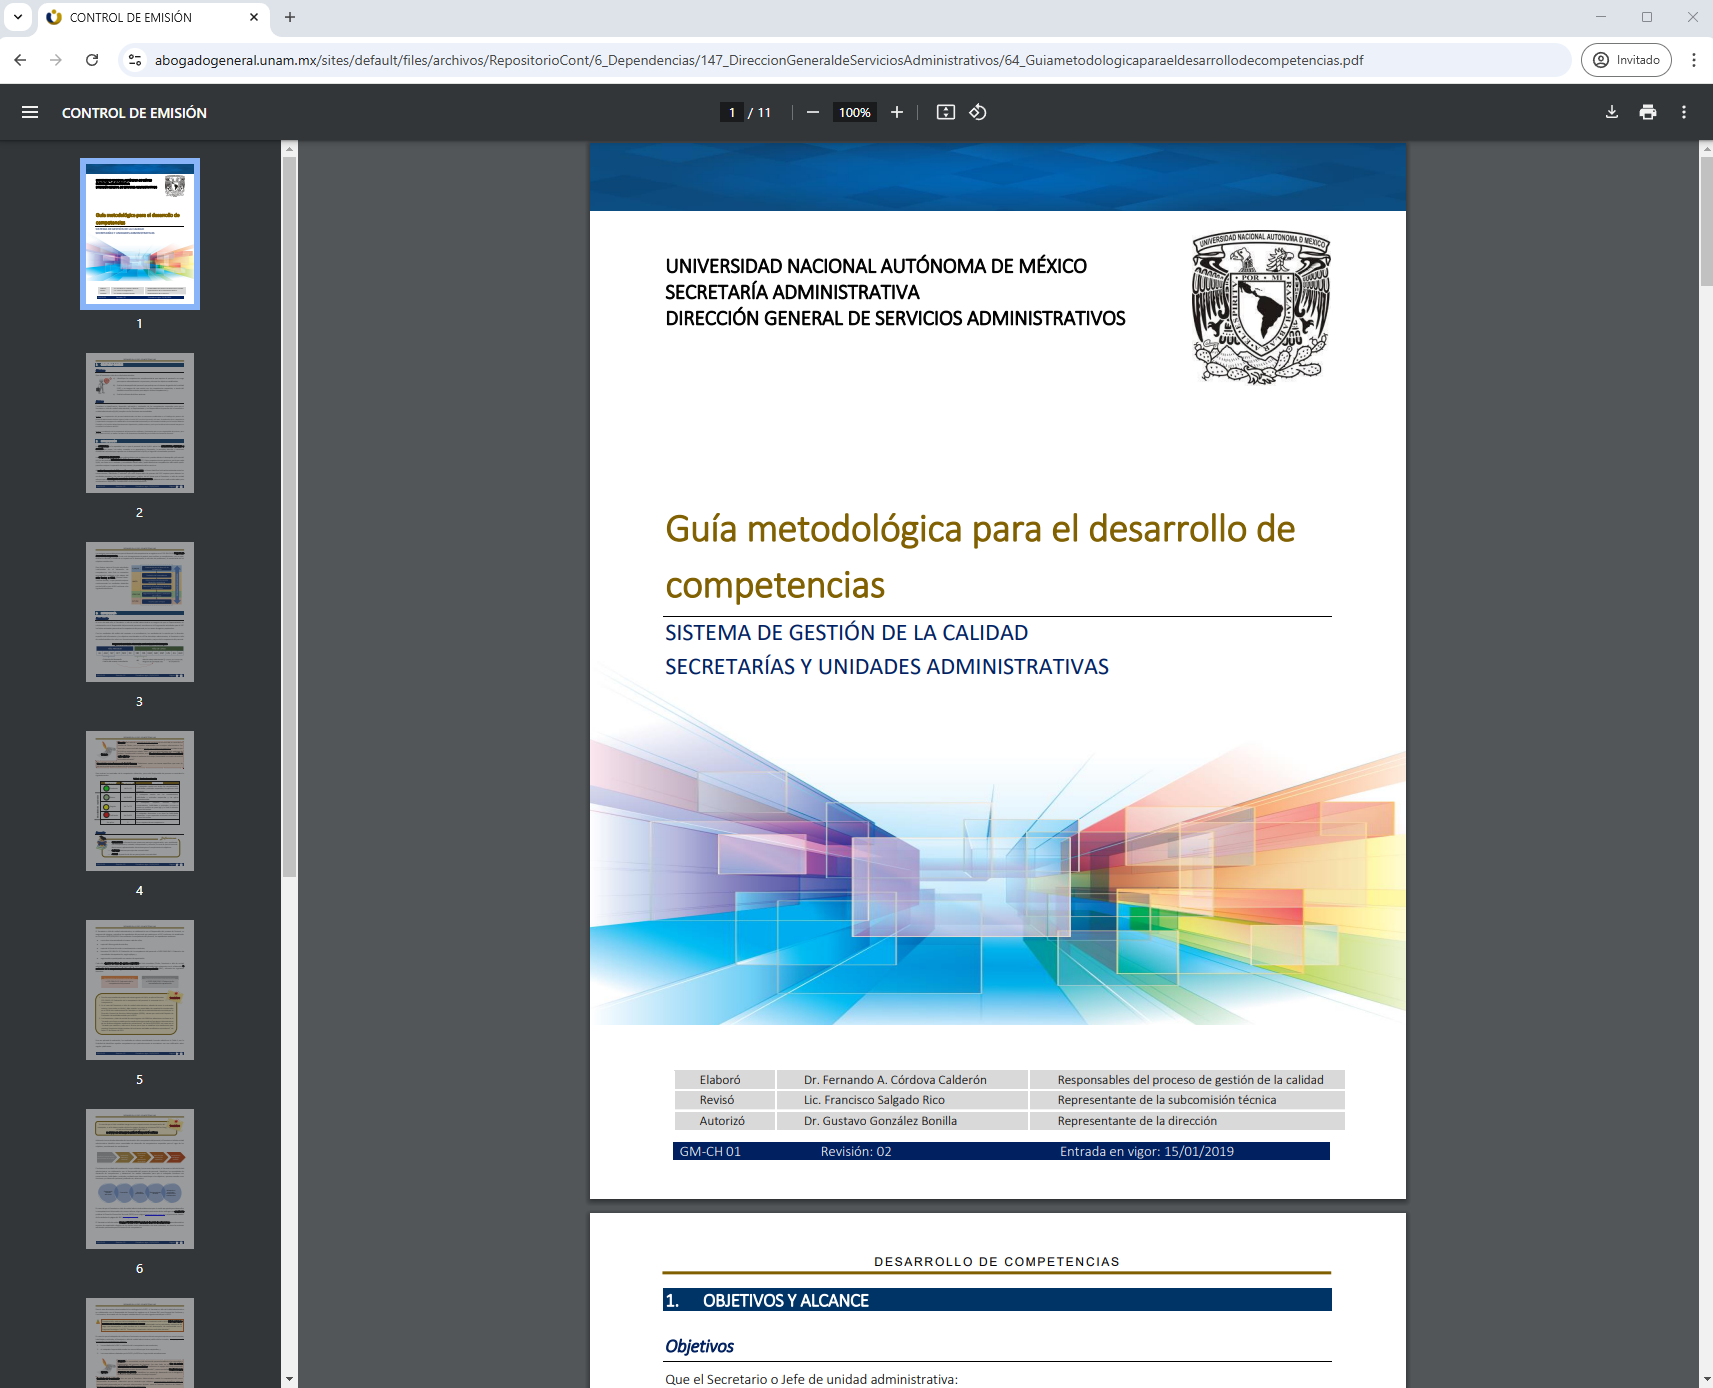 CONTROL DE EMISIÓN
abogadogeneral.unam.mx/sites/default/files/archivos/RepositorioCont/6_Dependencias/147_DireccionGeneraldeServiciosAdministrativos/64_Guiametodologicaparaeldesarrollodecompetencias.pdf
Invitado
CONTROL DE EMISIÓN
1 / 11
100%
1
2
3
4
5
6
UNIVERSIDAD NACIONAL AUTÓNOMA DE MÉXICO
SECRETARÍA ADMINISTRATIVA
DIRECCIÓN GENERAL DE SERVICIOS ADMINISTRATIVOS
UNIVERSIDAD NACIONAL AUTONOMA D MEXICO
POR • MI
Guía metodológica para el desarrollo de
competencias
SISTEMA DE GESTIÓN DE LA CALIDAD
SECRETARÍAS Y UNIDADES ADMINISTRATIVAS
Elaboró Dr. Fernando A. Córdova Calderón Responsables del proceso de gestión de la calidad
Revisó Lic. Francisco Salgado Rico Representante de la subcomisión técnica
Autorizó Dr. Gustavo González Bonilla Representante de la dirección
GM-CH 01 Revisión: 02 Entrada en vigor: 15/01/2019
DESARROLLO DE COMPETENCIAS
1. OBJETIVOS Y ALCANCE
Objetivos
Que el Secretario o Jefe de unidad administrativa: